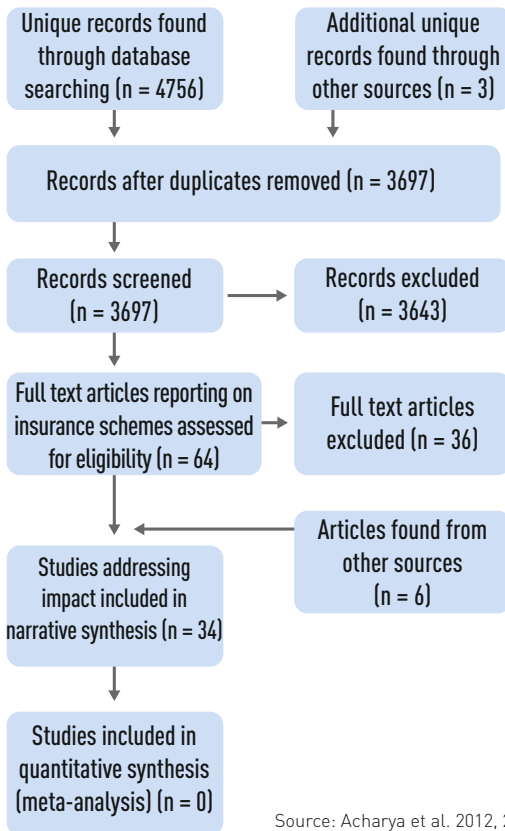 Unique records found
through database
searching (n = 4756)
Additional unique
records found through
other sources (n = 3)
Records after duplicates removed (n = 3697)
Records screened
(n = 3697)
Records excluded
(n = 3643)
Full text articles reporting on
insurance schemes assessed
for eligibility (n = 64)
Full text articles
excluded (n = 36)
Articles found from
other sources
(n = 6)
Studies addressing
impact included in
narrative synthesis (n = 34)
Studies included in
quantitative synthesis
(meta-analysis) (n = 0)
Source: Acharya et al. 2012, 2